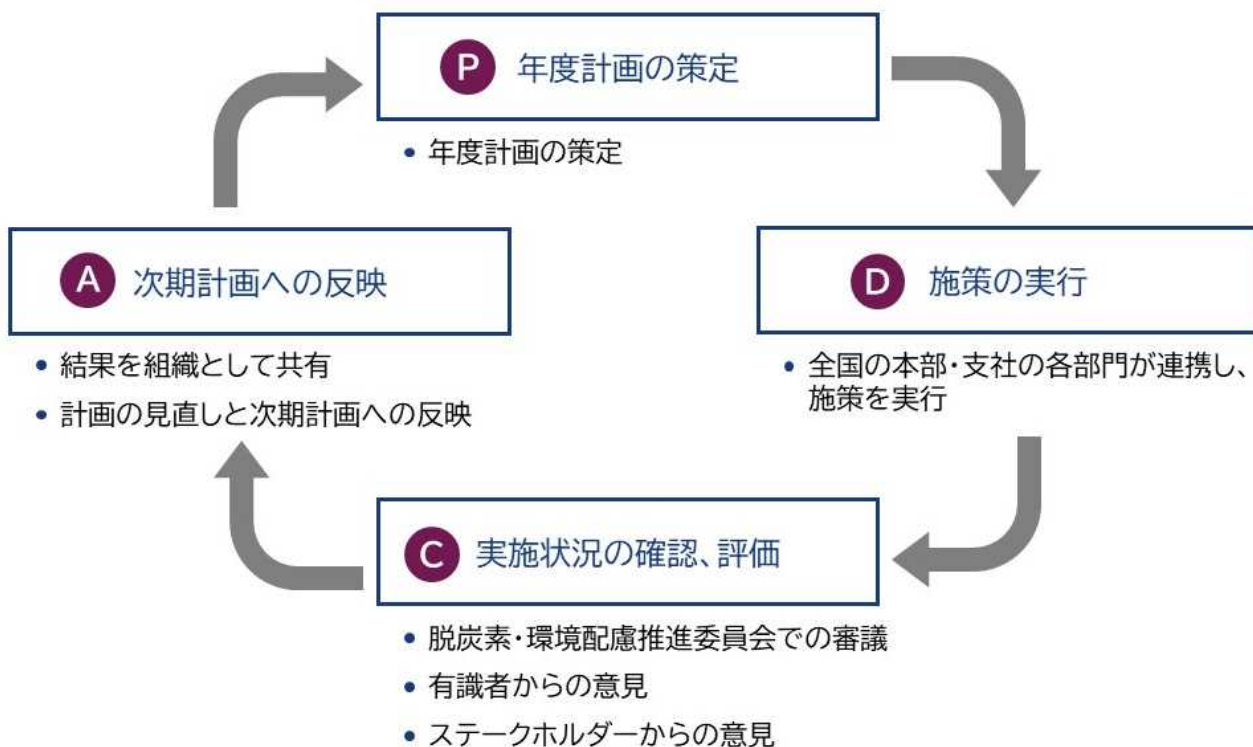 P 年度計画の策定
• 年度計画の策定
A 次期計画への反映
• 結果を組織として共有
• 計画の見直しと次期計画への反映
D 施策の実行
• 全国の本部・支社の各部門が連携し、
施策を実行
C 実施状況の確認、評価
• 脱炭素・環境配慮推進委員会での審議
• 有識者からの意見
• ステークホルダーからの意見